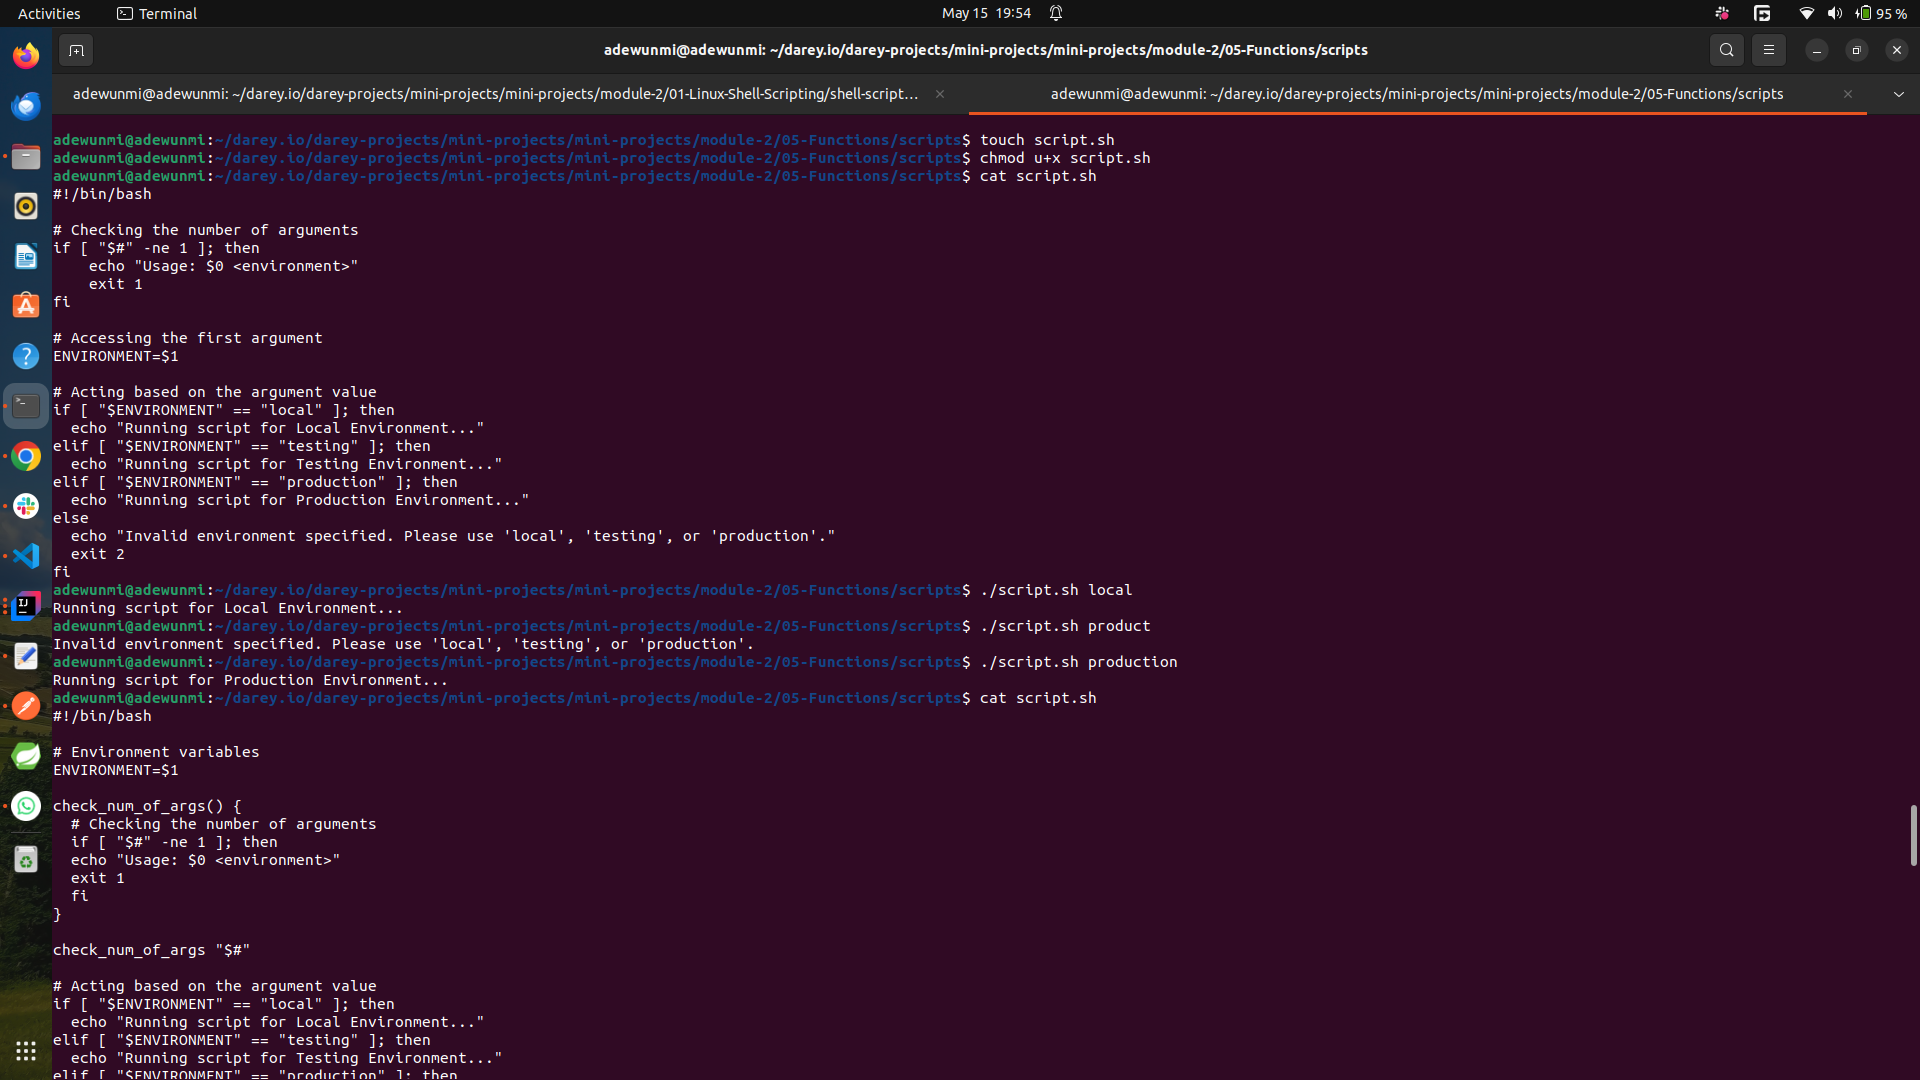 Activities
Terminal
May 15 19:54
95 %
adewunmi@adewunmi: ~/darey.io/darey-projects/mini-projects/mini-projects/module-2/05-Functions/scripts
adewunmi@adewunmi: ~/darey.io/darey-projects/mini-projects/mini-projects/module-2/01-Linux-Shell-Scripting/shell-script...
adewunmi@adewunmi: ~/darey.io/darey-projects/mini-projects/mini-projects/module-2/05-Functions/scripts
adewunmi@adewunmi:~/darey.io/darey-projects/mini-projects/mini-projects/module-2/05-Functions/scripts$ touch script.sh
adewunmi@adewunmi:~/darey.io/darey-projects/mini-projects/mini-projects/module-2/05-Functions/scripts$ chmod u+x script.sh
adewunmi@adewunmi:~/darey.io/darey-projects/mini-projects/mini-projects/module-2/05-Functions/scripts$ cat script.sh
#!/bin/bash
# Checking the number of arguments
if [ "$#" -ne 1 ]; then
    echo "Usage: $0 <environment>"
    exit 1
fi
# Accessing the first argument
ENVIRONMENT=$1
# Acting based on the argument value
if [ "$ENVIRONMENT" == "local" ]; then
  echo "Running script for Local Environment..."
elif [ "$ENVIRONMENT" == "testing" ]; then
  echo "Running script for Testing Environment..."
elif [ "$ENVIRONMENT" == "production" ]; then
  echo "Running script for Production Environment..."
else
  echo "Invalid environment specified. Please use 'local', 'testing', or 'production'."
  exit 2
fi
adewunmi@adewunmi:~/darey.io/darey-projects/mini-projects/mini-projects/module-2/05-Functions/scripts$ ./script.sh local
Running script for Local Environment...
adewunmi@adewunmi:~/darey.io/darey-projects/mini-projects/mini-projects/module-2/05-Functions/scripts$ ./script.sh product
Invalid environment specified. Please use 'local', 'testing', or 'production'.
adewunmi@adewunmi:~/darey.io/darey-projects/mini-projects/mini-projects/module-2/05-Functions/scripts$ ./script.sh production
Running script for Production Environment...
adewunmi@adewunmi:~/darey.io/darey-projects/mini-projects/mini-projects/module-2/05-Functions/scripts$ cat script.sh
#!/bin/bash
# Environment variables
ENVIRONMENT=$1
check_num_of_args() {
  # Checking the number of arguments
  if [ "$#" -ne 1 ]; then
  echo "Usage: $0 <environment>"
  exit 1
  fi
}
check_num_of_args "$#"
# Acting based on the argument value
if [ "$ENVIRONMENT" == "local" ]; then
  echo "Running script for Local Environment..."
elif [ "$ENVIRONMENT" == "testing" ]; then
  echo "Running script for Testing Environment..."
elif [ "$ENVIRONMENT" == "production" ]; then